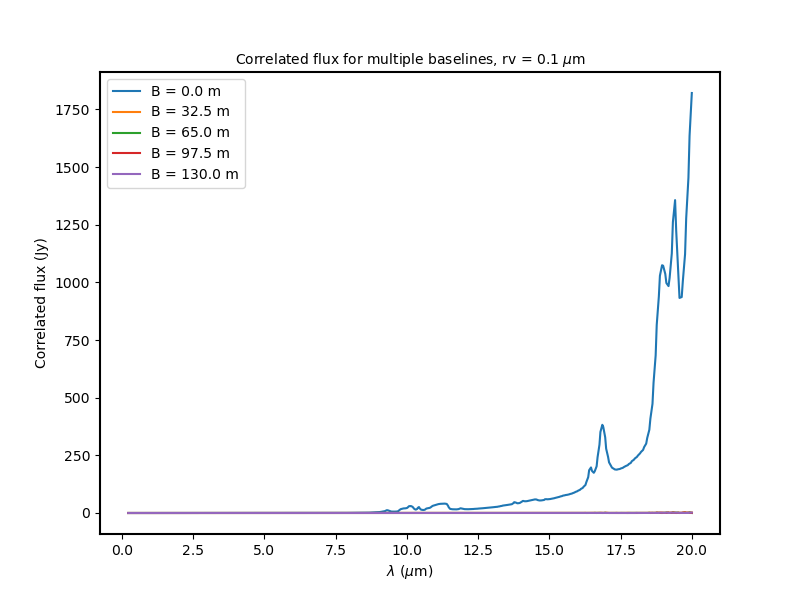 Correlated flux for multiple baselines, rv = 0.1 μm
B = 0.0 m
B = 32.5 m
B = 65.0 m
B = 97.5 m
B = 130.0 m
Correlated flux (Jy)
1750
1500
1250
1000
750
500
250
0
0.0 2.5 5.0 7.5 10.0 12.5 15.0 17.5 20.0
λ (μm)